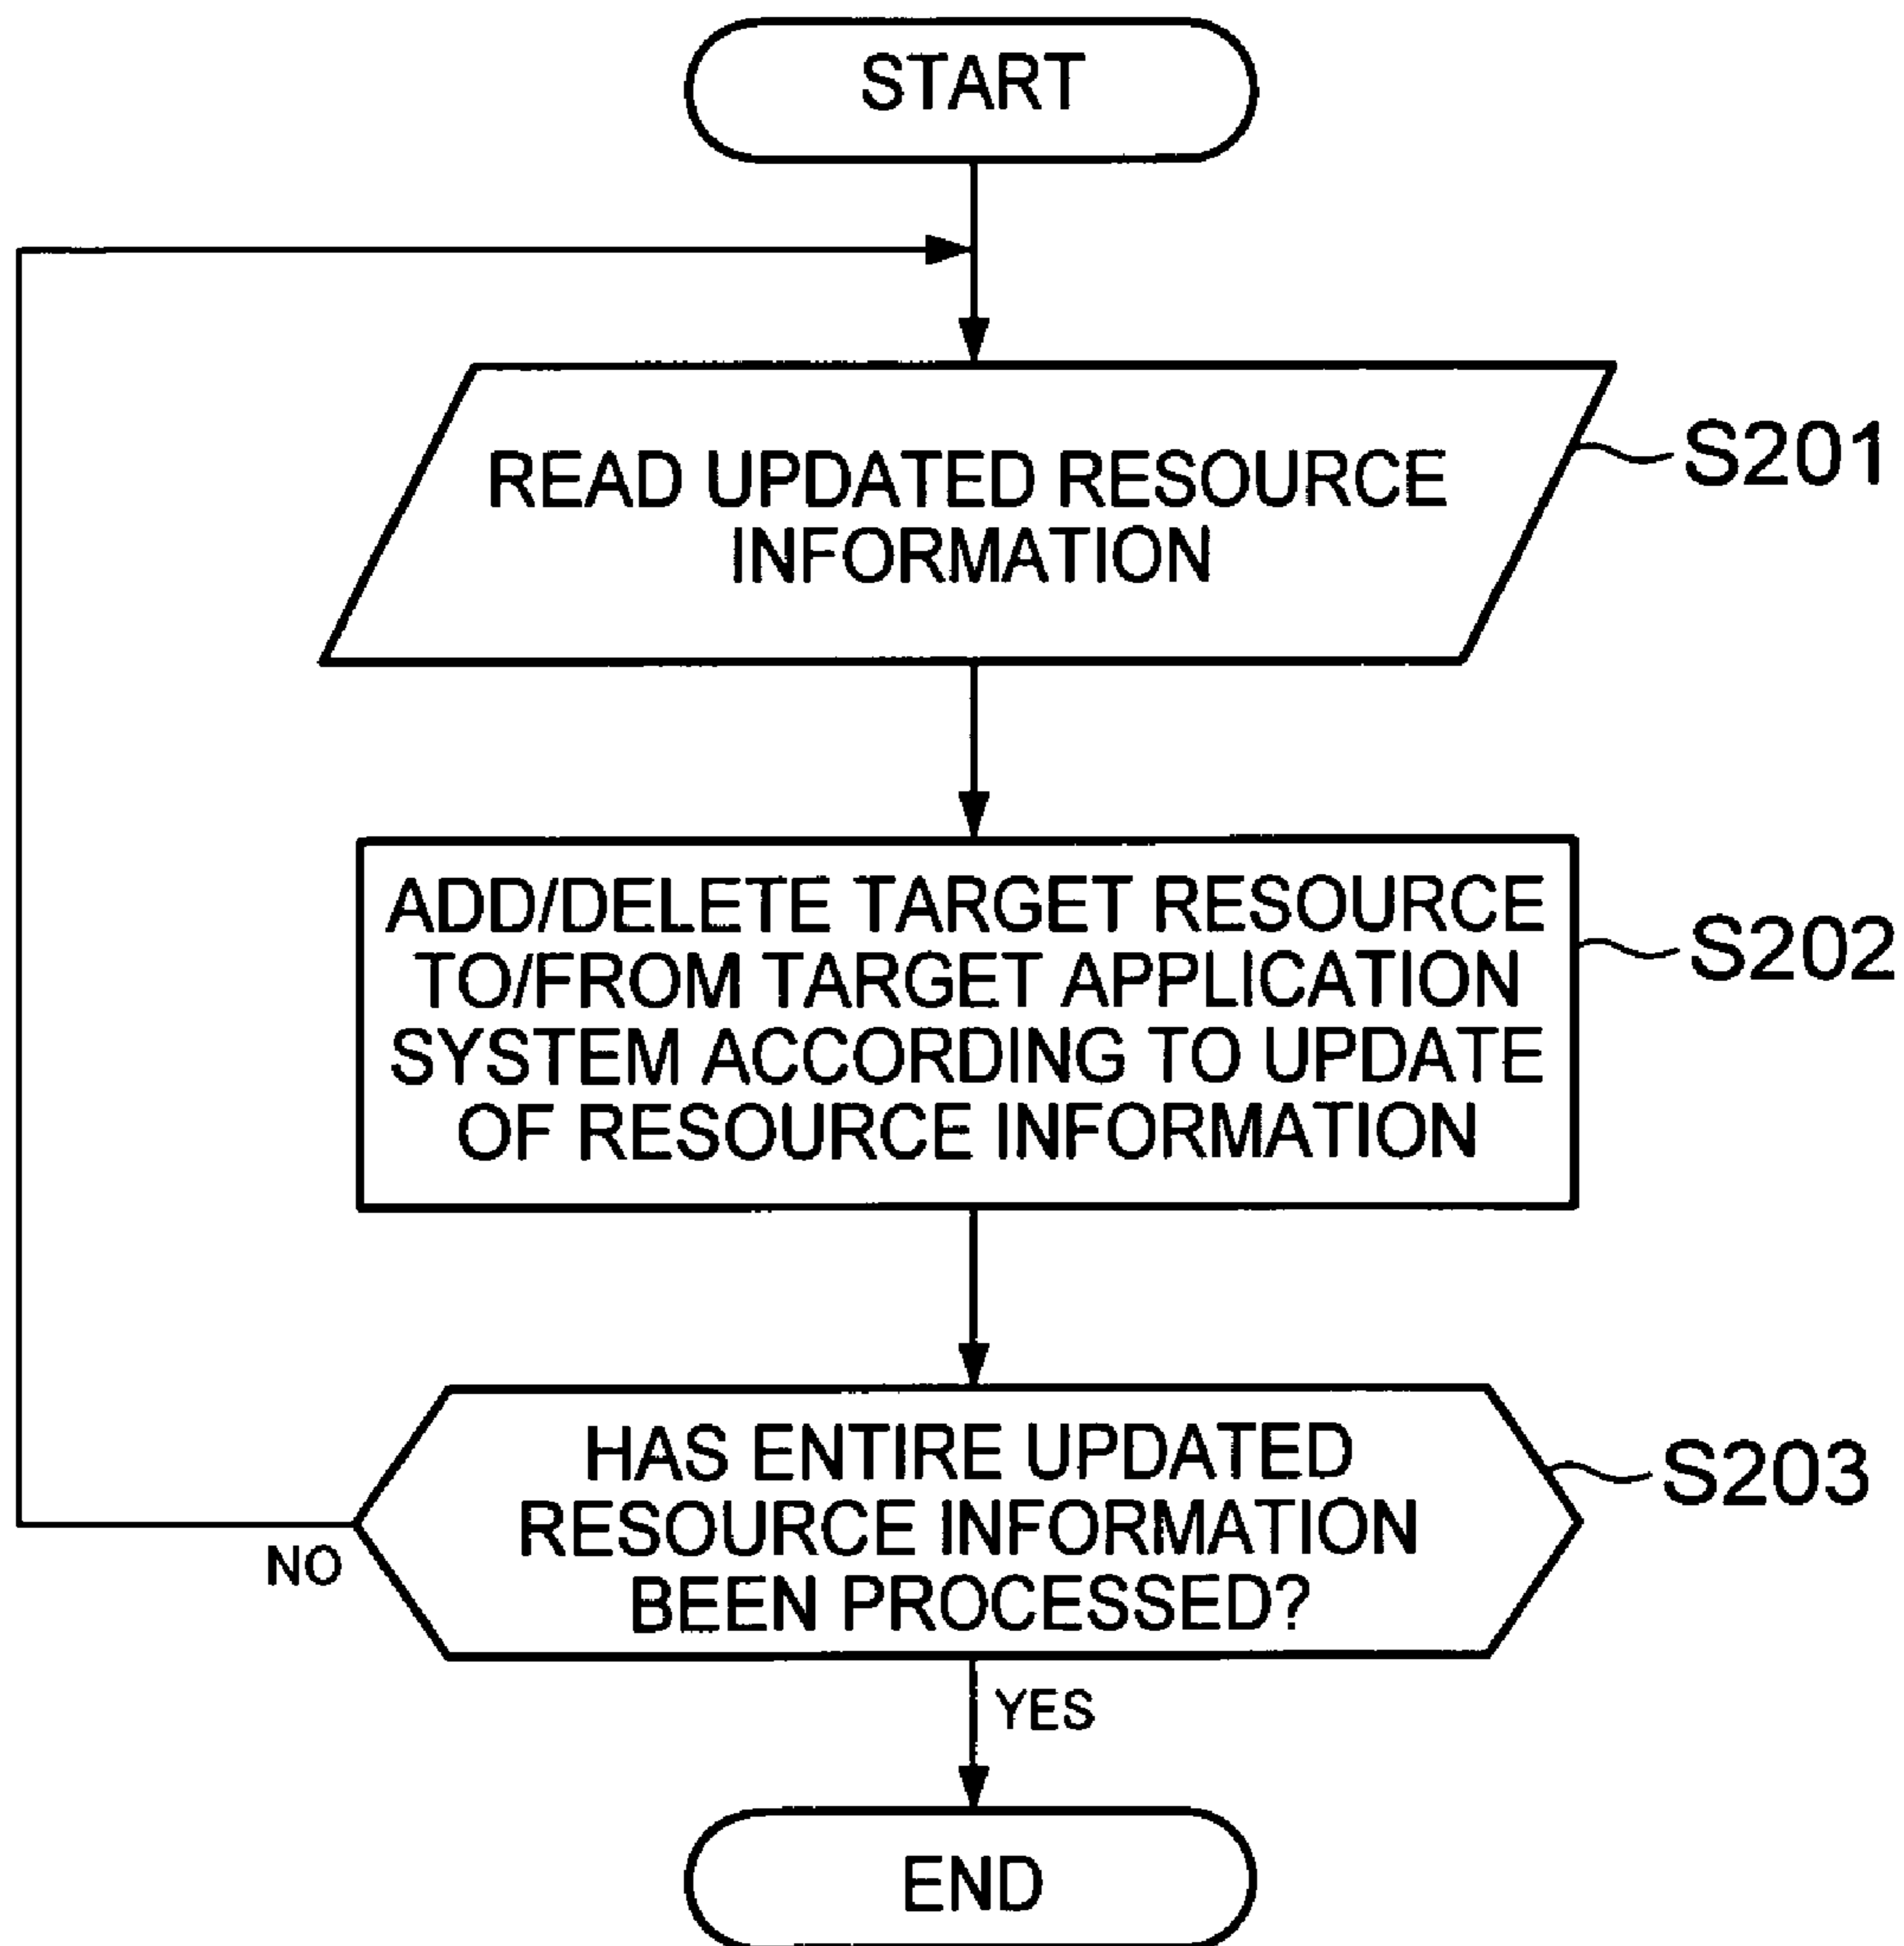 START
READ UPDATED RESOURCE
INFORMATION
S201
ADD/DELETE TARGET RESOURCE
TO/FROM TARGET APPLICATION
SYSTEM ACCORDING TO UPDATE
OF RESOURCE INFORMATION
S202
HAS ENTIRE UPDATED
RESOURCE INFORMATION
BEEN PROCESSED?
S203
NO
YES
END